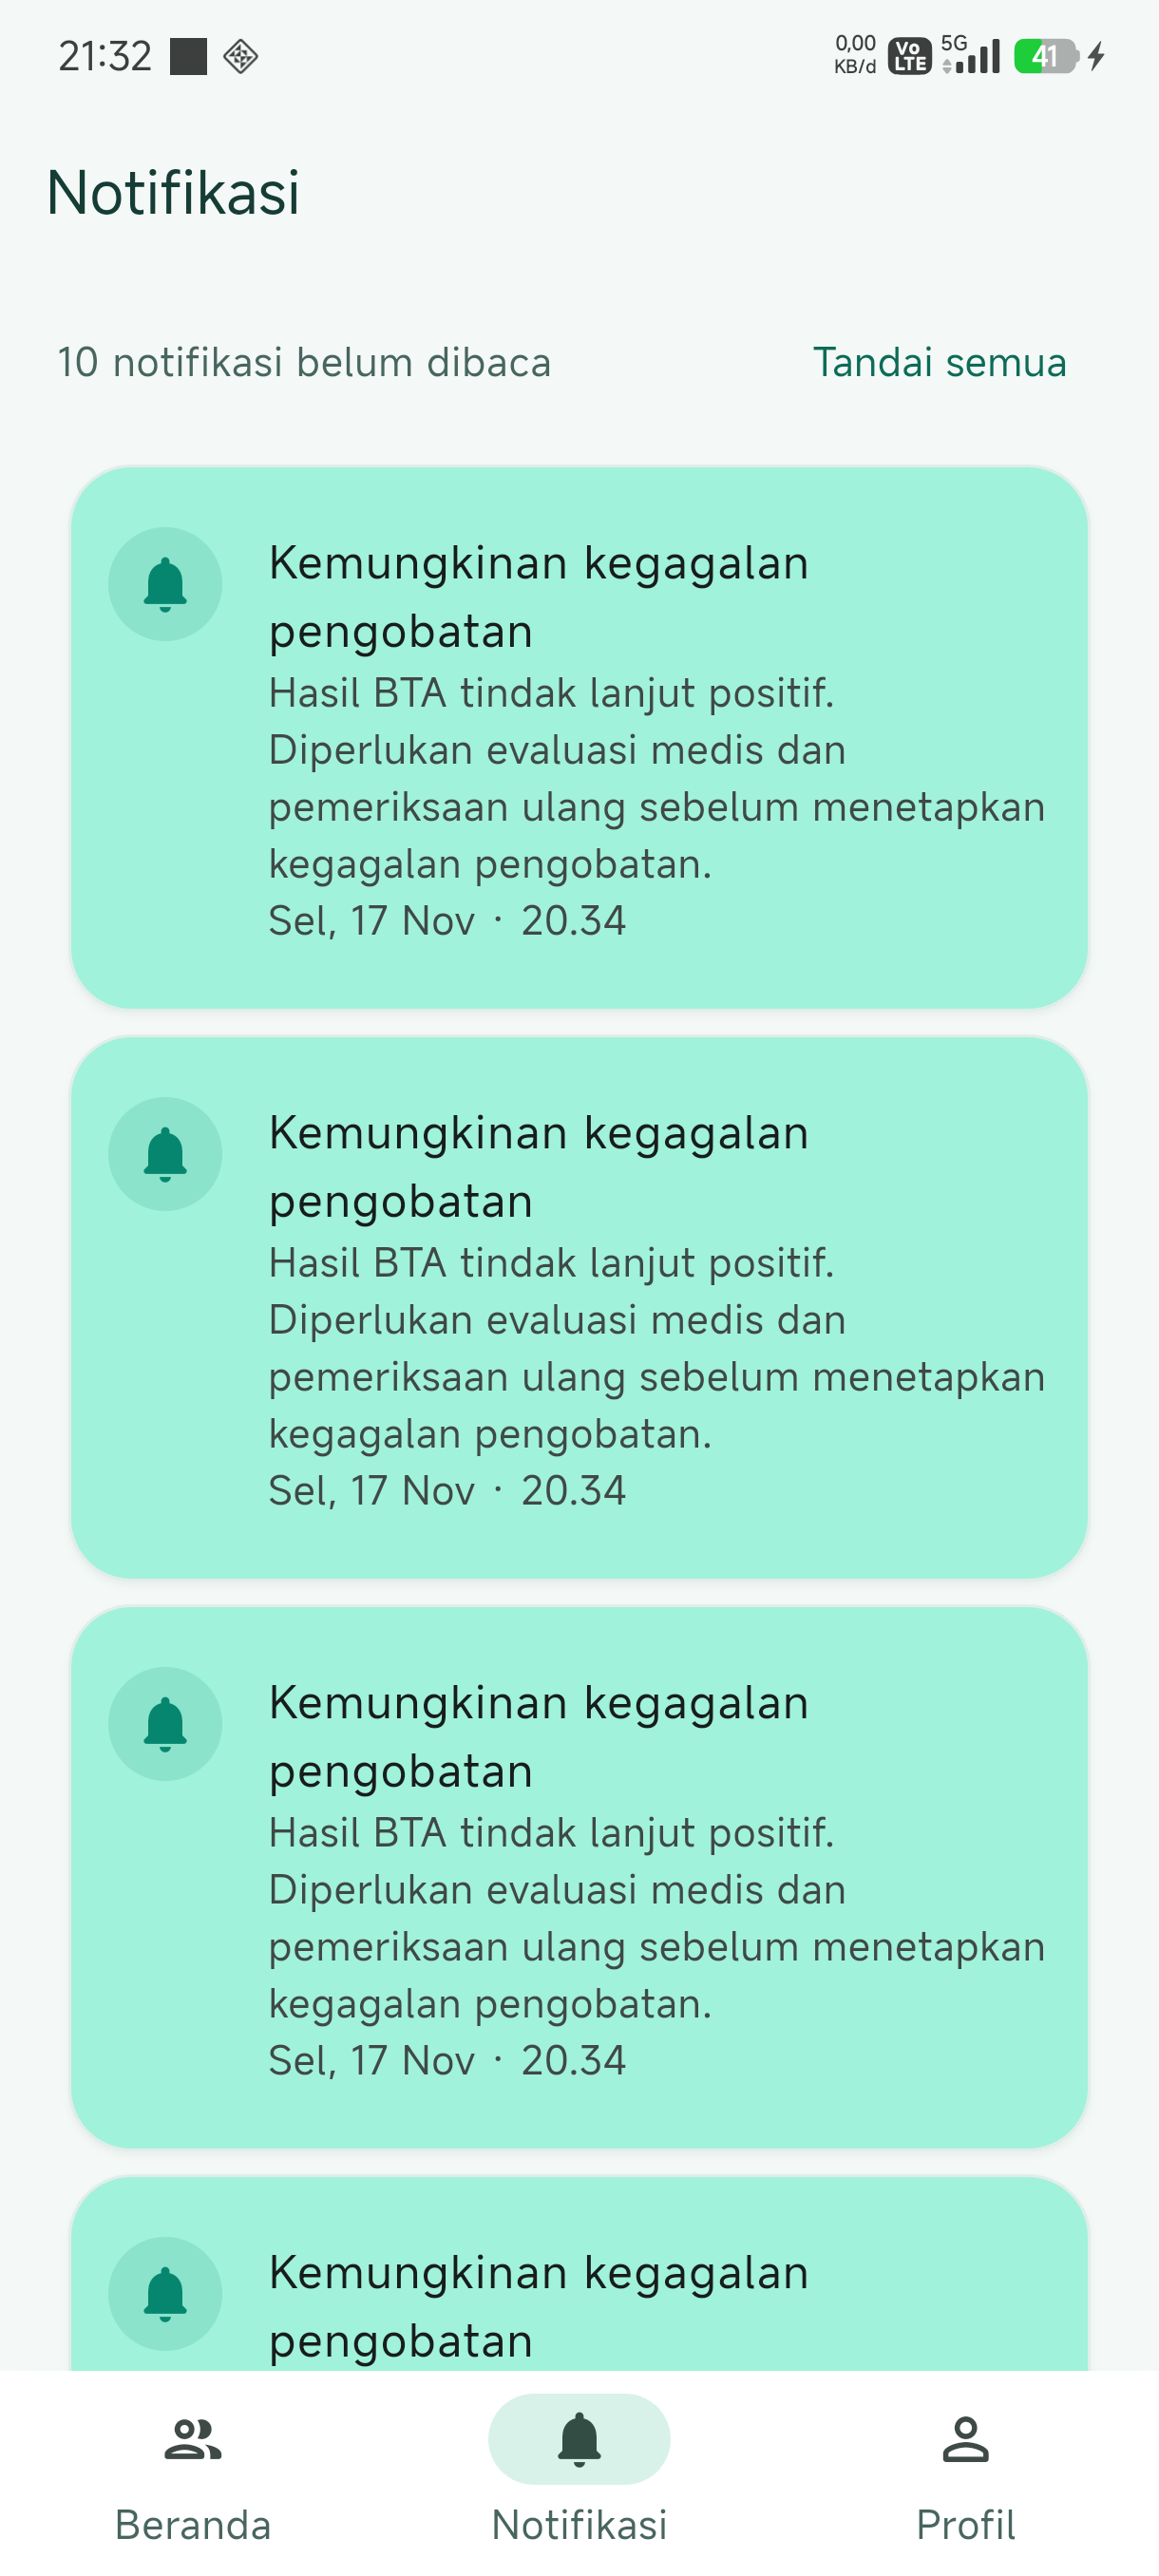 21:32
0,00
KB/d
Vo
LTE
5G
41
Notifikasi
10 notifikasi belum dibaca
Tandai semua
Kemungkinan kegagalan
pengobatan
Hasil BTA tindak lanjut positif.
Diperlukan evaluasi medis dan
pemeriksaan ulang sebelum menetapkan
kegagalan pengobatan.
Sel, 17 Nov · 20.34
Kemungkinan kegagalan
pengobatan
Hasil BTA tindak lanjut positif.
Diperlukan evaluasi medis dan
pemeriksaan ulang sebelum menetapkan
kegagalan pengobatan.
Sel, 17 Nov · 20.34
Kemungkinan kegagalan
pengobatan
Hasil BTA tindak lanjut positif.
Diperlukan evaluasi medis dan
pemeriksaan ulang sebelum menetapkan
kegagalan pengobatan.
Sel, 17 Nov · 20.34
Kemungkinan kegagalan
pengobatan
Beranda
Notifikasi
Profil